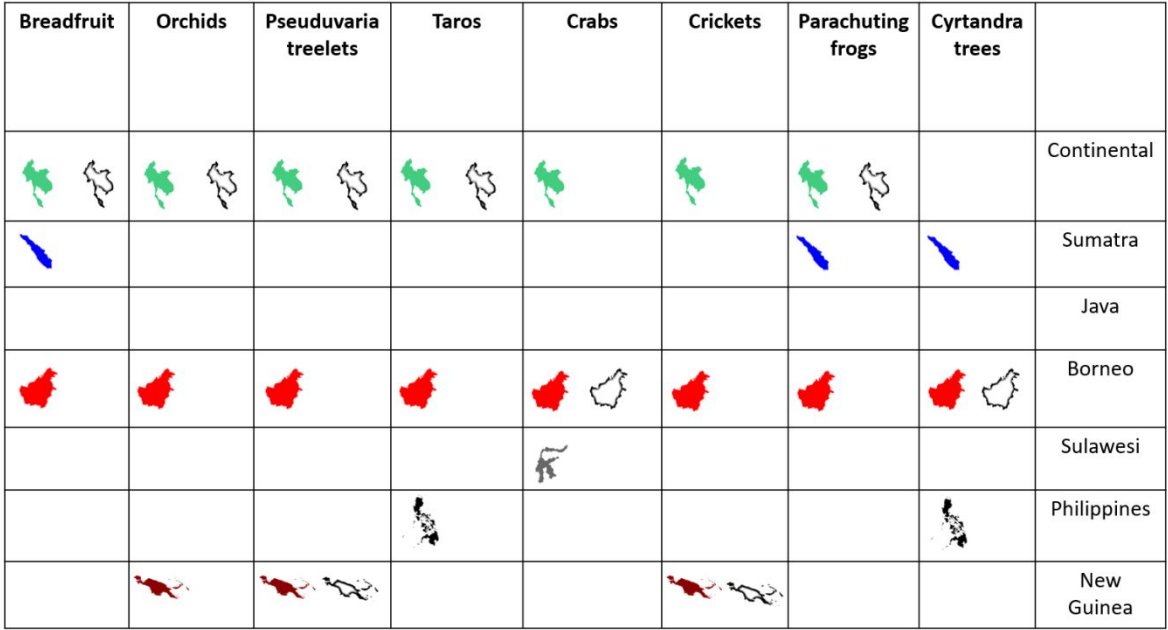 Breadfruit
Orchids
Pseuduvaria
treelets
Taros
Crabs
Crickets
Parachuting
frogs
Cyrtandra
trees
Continental
Sumatra
Java
Borneo
Sulawesi
Philippines
New
Guinea